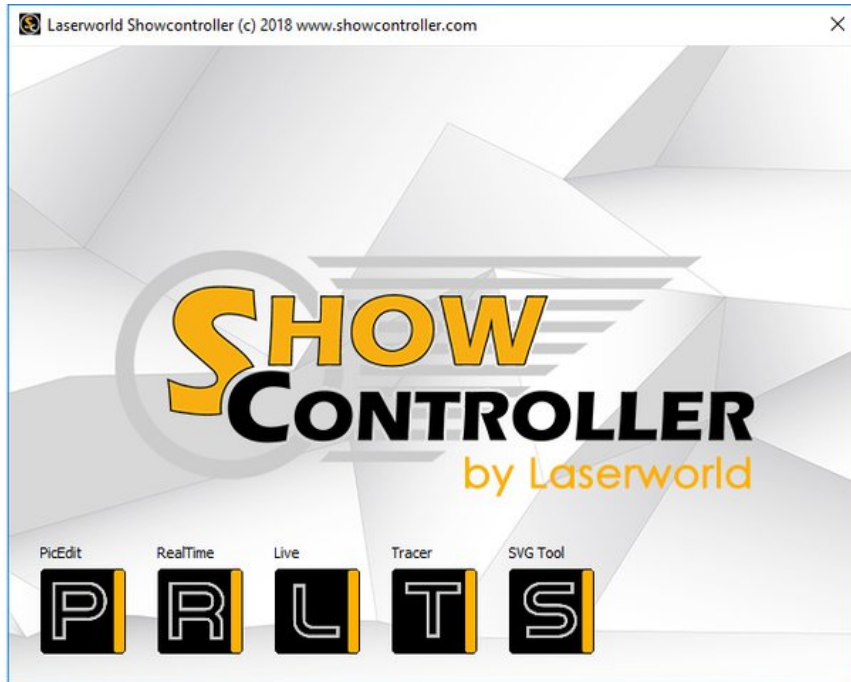 Laserworld Showcontroller (c) 2018 www.showcontroller.com
SHOW
CONTROLLER
by Laserworld
PicEdit RealTime Live Tracer SVG Tool
P R L T S